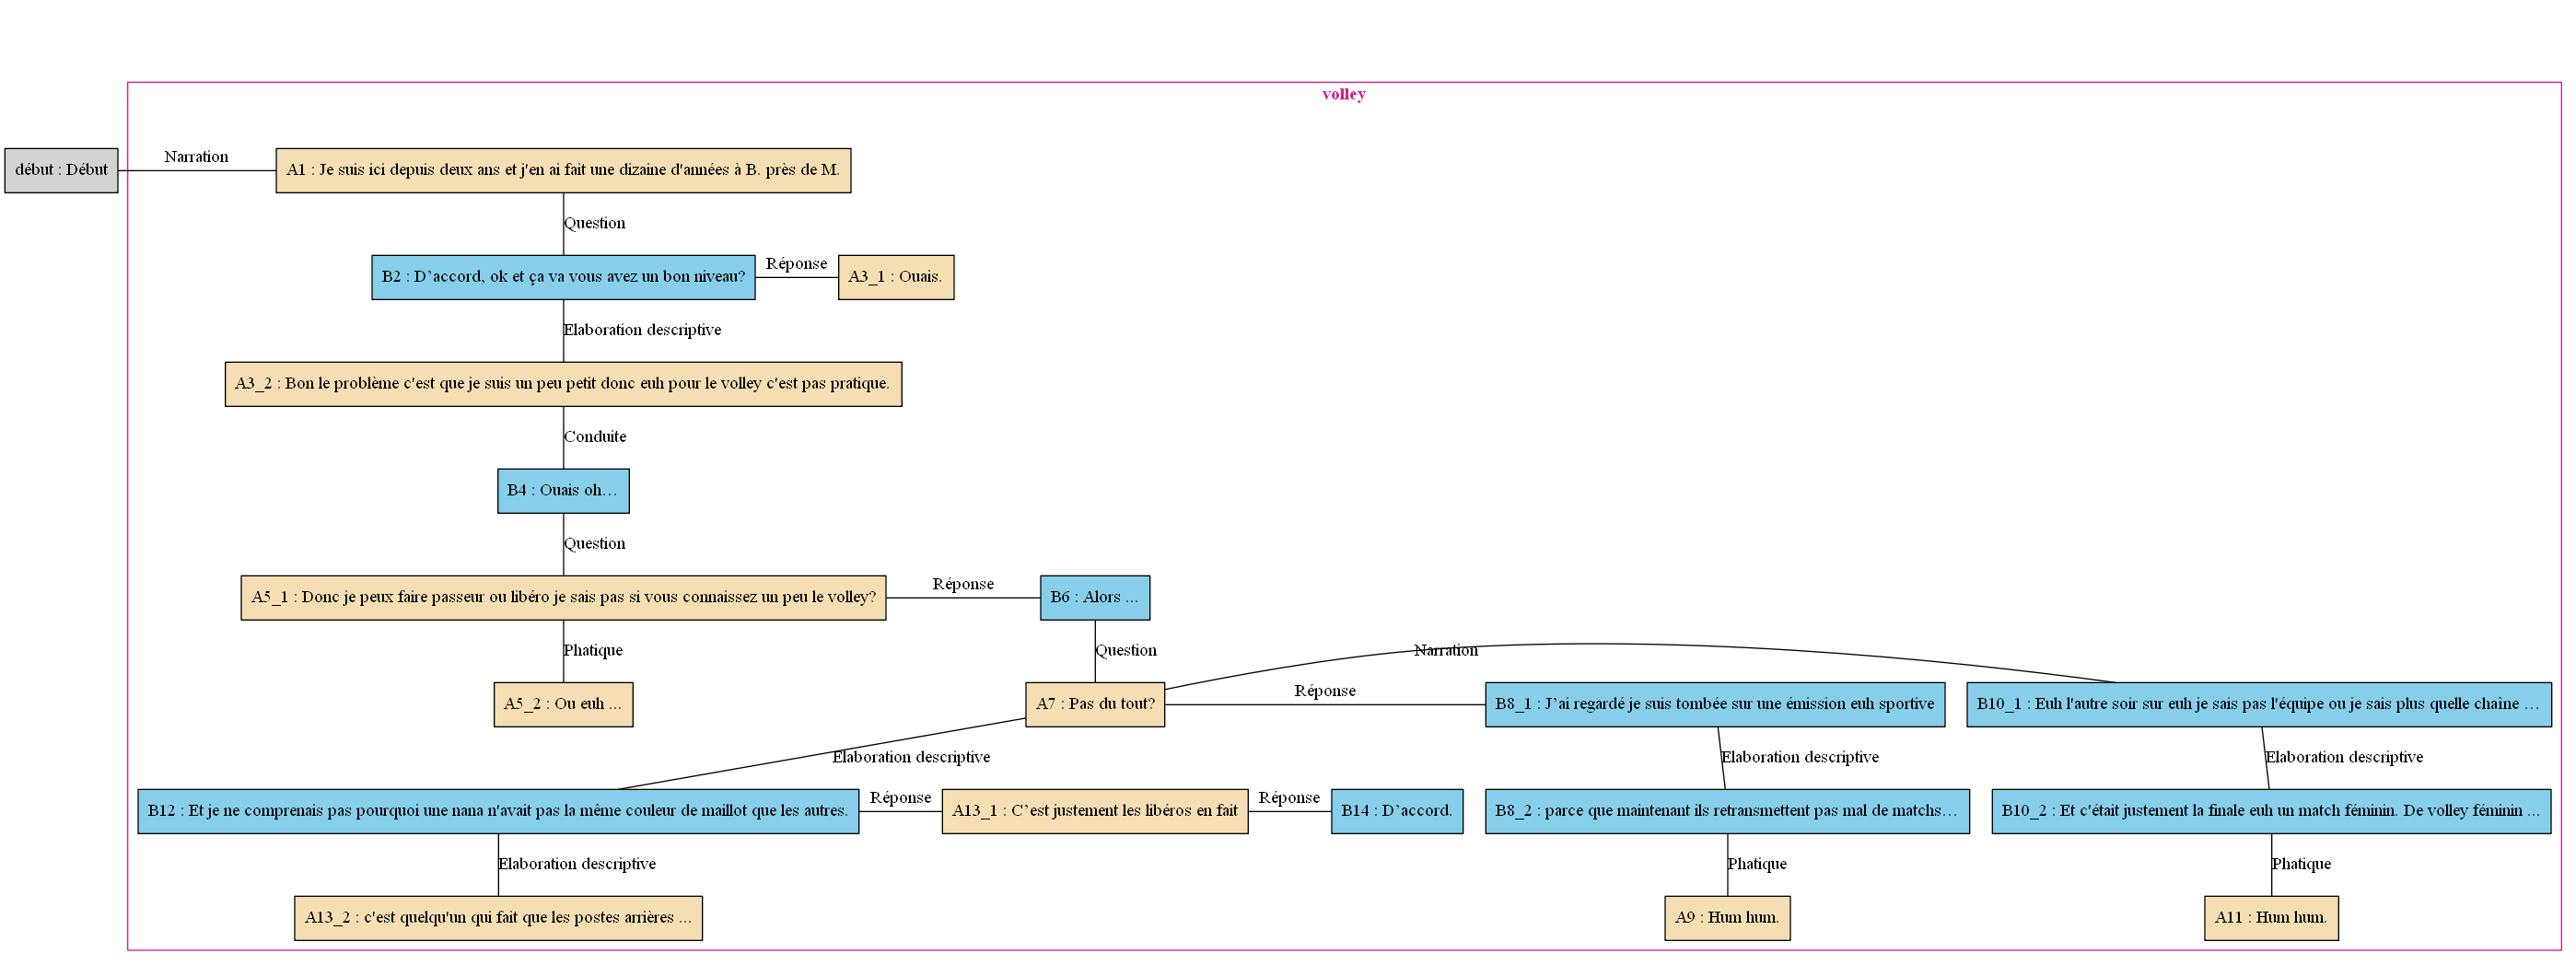 volley
début : Début
Narration
A1 : Je suis ici depuis deux ans et j'en ai fait une dizaine d'années à B. près de M.
Question
B2 : D’accord, ok et ça va vous avez un bon niveau?
Réponse
A3_1 : Ouais.
Elaboration descriptive
A3_2 : Bon le problème c'est que je suis un peu petit donc euh pour le volley c'est pas pratique.
Conduite
B4 : Ouais oh…
Question
A5_1 : Donc je peux faire passeur ou libéro je sais pas si vous connaissez un peu le volley?
Réponse
B6 : Alors ...
Phatique
Question
Narration
A5_2 : Ou euh ...
A7 : Pas du tout?
Réponse
B8_1 : J’ai regardé je suis tombée sur une émission euh sportive
B10_1 : Euh l'autre soir sur euh je sais pas l'équipe ou je sais plus quelle chaîne …
Elaboration descriptive
Elaboration descriptive
Elaboration descriptive
B12 : Et je ne comprenais pas pourquoi une nana n'avait pas la même couleur de maillot que les autres.
Réponse
A13_1 : C’est justement les libéros en fait
Réponse
B14 : D’accord.
B8_2 : parce que maintenant ils retransmettent pas mal de matchs…
B10_2 : Et c'était justement la finale euh un match féminin. De volley féminin ...
Elaboration descriptive
Phatique
Phatique
A13_2 : c'est quelqu'un qui fait que les postes arrières ...
A9 : Hum hum.
A11 : Hum hum.